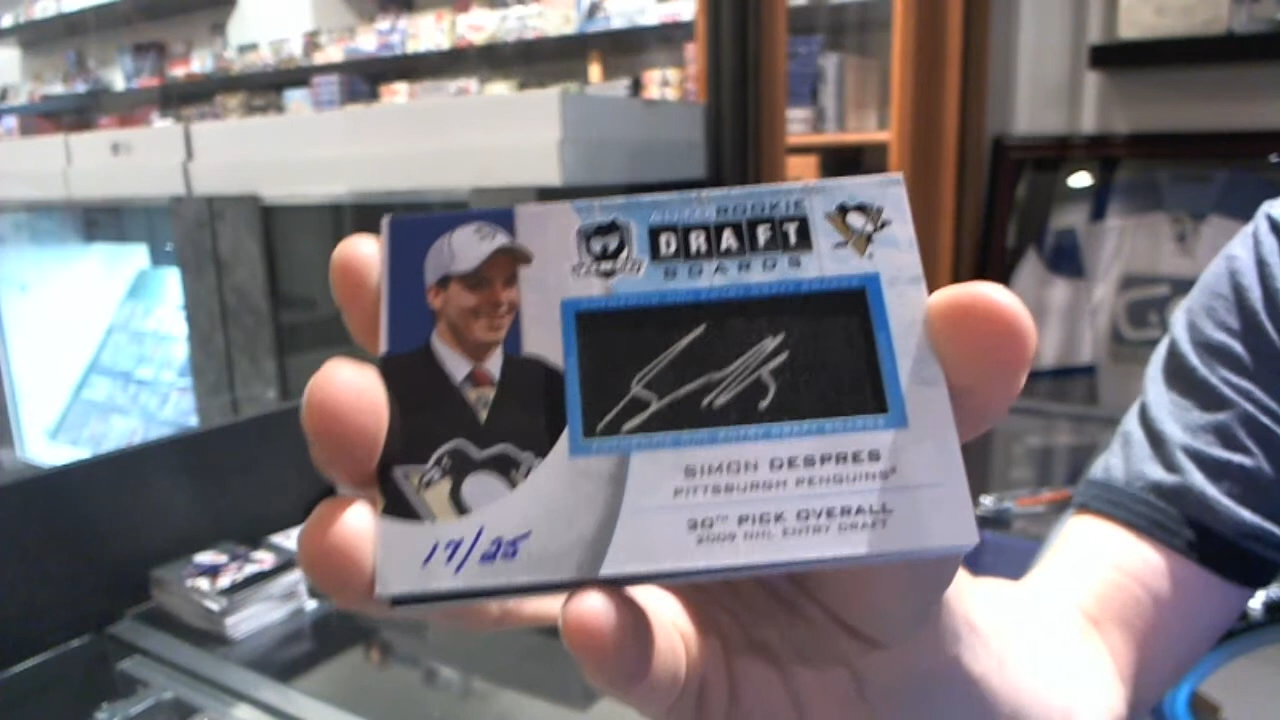 AUTO ROOKIE
DRAFT
BOARDS
SIMON DESPRES
PITTSBURGH PENGUINS
30TH PICK OVERALL
2009 NHL ENTRY DRAFT
17/25